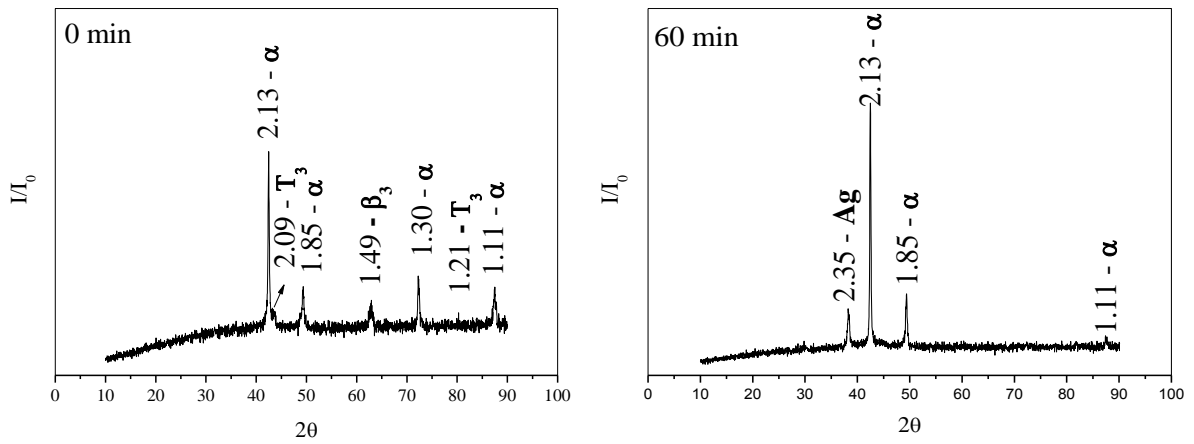 0 min
2.13 - α
2.09 - T₃
1.85 - α
1.49 - β₃
1.30 - α
1.21 - T₃
1.11 - α
I/I₀
0 10 20 30 40 50 60 70 80 90 100
2θ
60 min
2.35 - Ag
2.13 - α
1.85 - α
1.11 - α
I/I₀
0 10 20 30 40 50 60 70 80 90 100
2θ